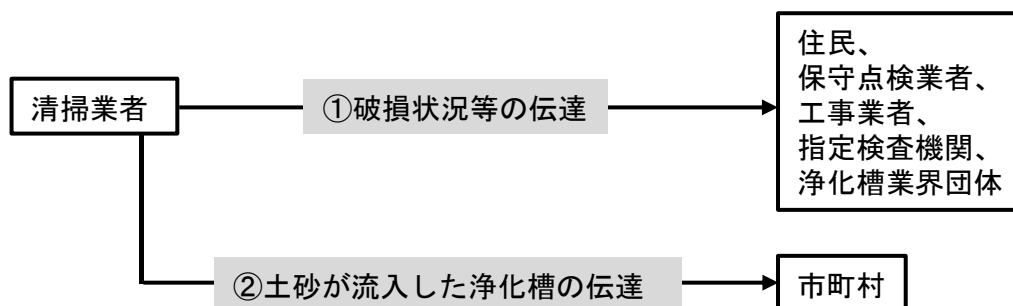 清掃業者
①破損状況等の伝達
住民、
保守点検業者、
工事業者、
指定検査機関、
浄化槽業界団体
②土砂が流入した浄化槽の伝達
市町村